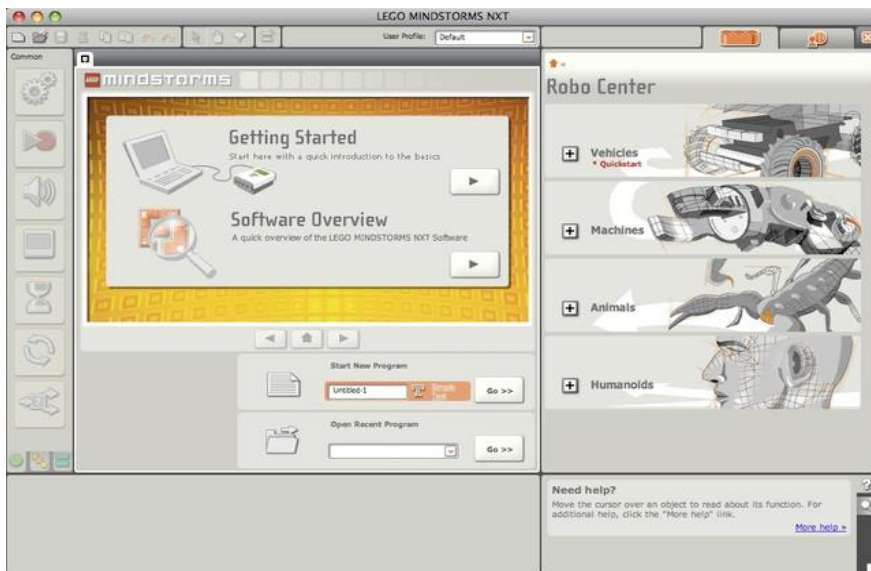 LEGO MINDSTORMS NXT
User Profile: Default
Common
LEGO mindstorms
Getting Started
Start here with a quick introduction to the basics
Software Overview
A quick overview of the LEGO MINDSTORMS NXT Software
Start New Program
Untitled-1
Go >>
Open Recent Program
Go >>
Robo Center
Vehicles
* Quickstart
Machines
Animals
Humanoids
Need help?
Move the cursor over an object to read about its function. For
additional help, click the "More help" link.
More help »